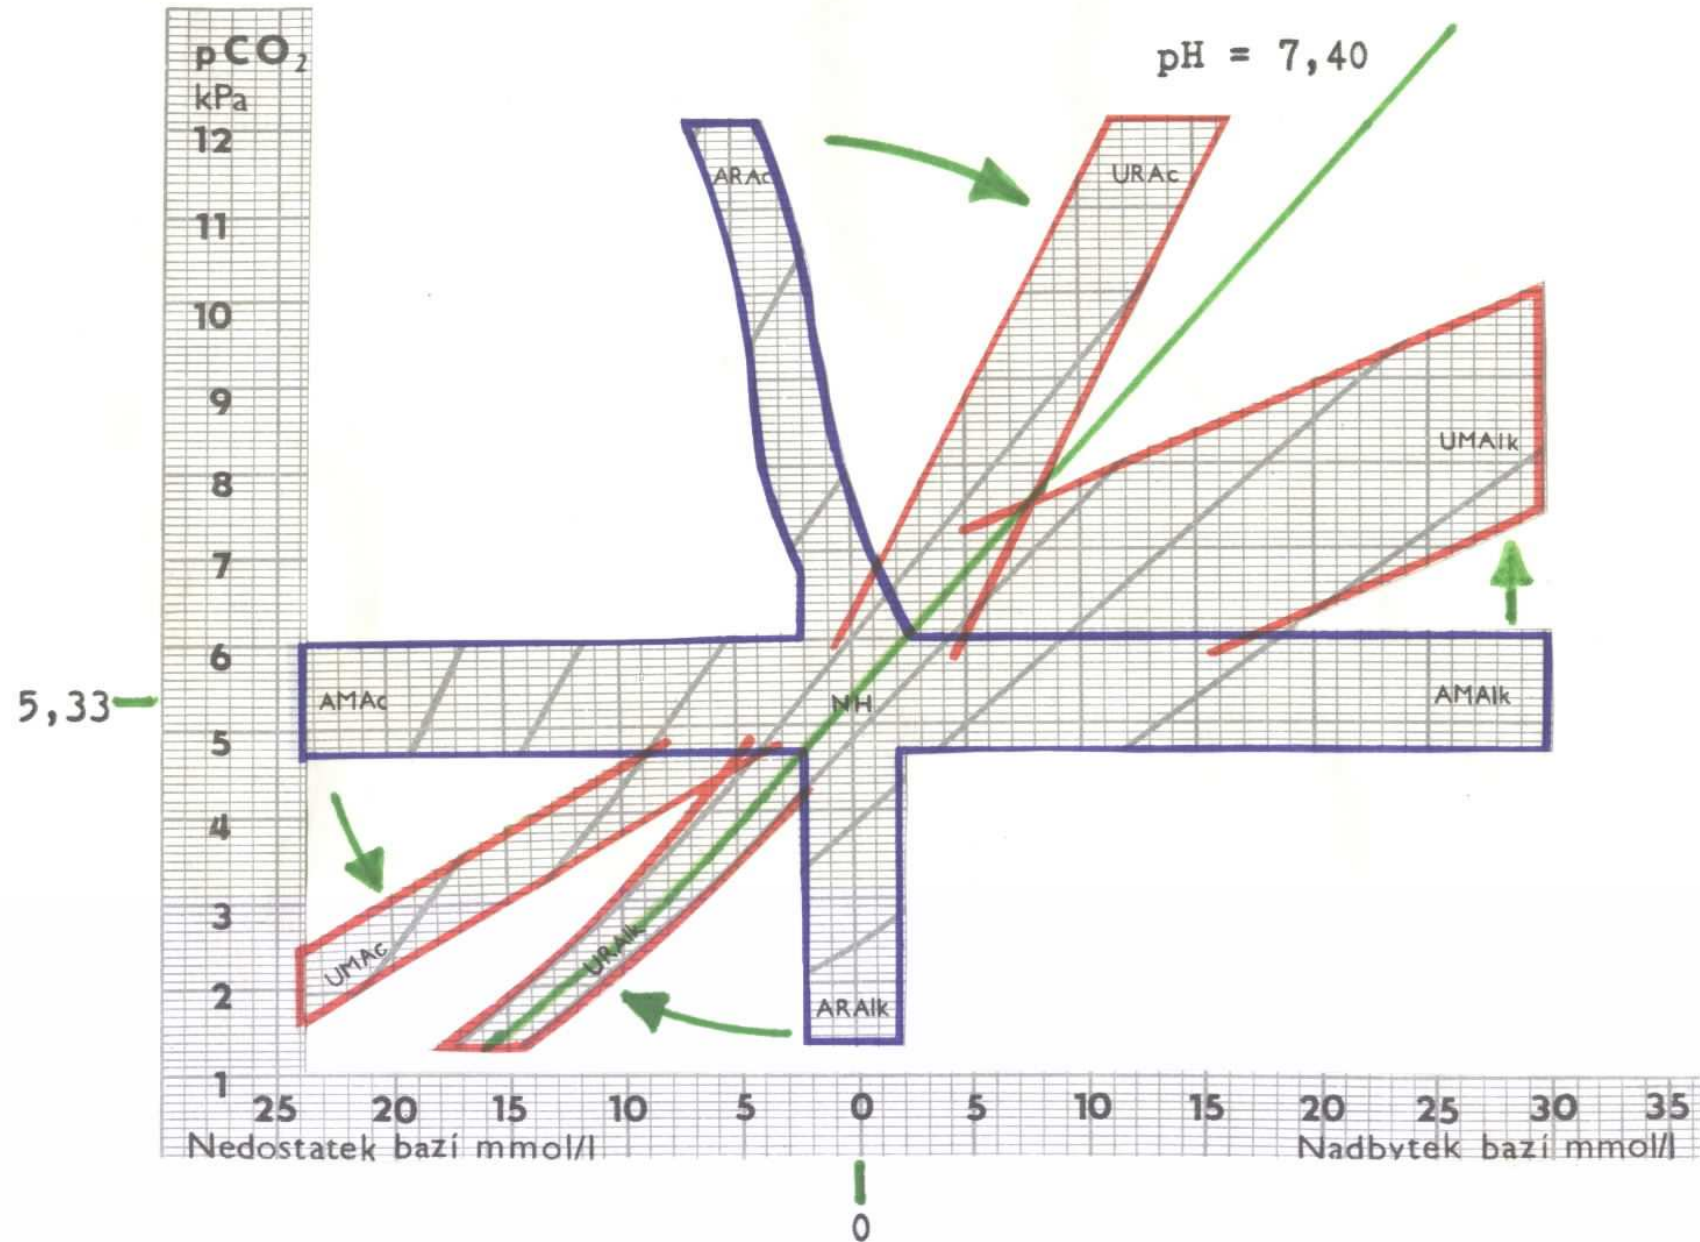 pCO2
kPa
pH = 7,40
12
ARAc
URAc
11
10
9
UMAlk
8
7
6
5,33
AMAc
NH
AMAlk
5
4
3
UMAc
URAlk
2
ARAlk
1
25 20 15 10 5 0 5 10 15 20 25 30 35
Nedostatek bazí mmol/l
Nadbytek bazí mmol/l
0